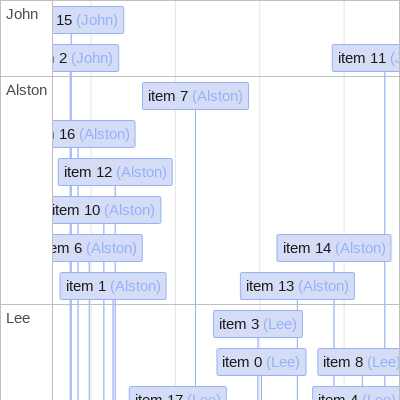 John
15 (John)
2 (John)
item 11
Alston
item 7 (Alston)
16 (Alston)
item 12 (Alston)
item 10 (Alston)
6 (Alston)
item 14 (Alston)
item 1 (Alston)
item 13 (Alston)
Lee
item 3 (Lee)
item 0 (Lee)
item 8 (Lee)
item 17 (Lee)
item 4 (Lee)